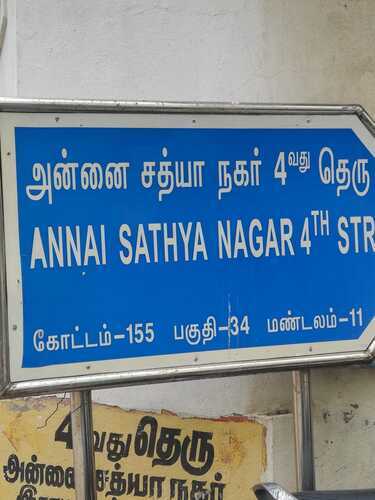 அன்னை சத்யா நகர் 4வது தெரு
ANNAI SATHYA NAGAR 4TH STR
கோட்டம்-155 பகுதி-34 மண்டலம்-11
4வது தெரு
அன்னை சத்யா நகர்